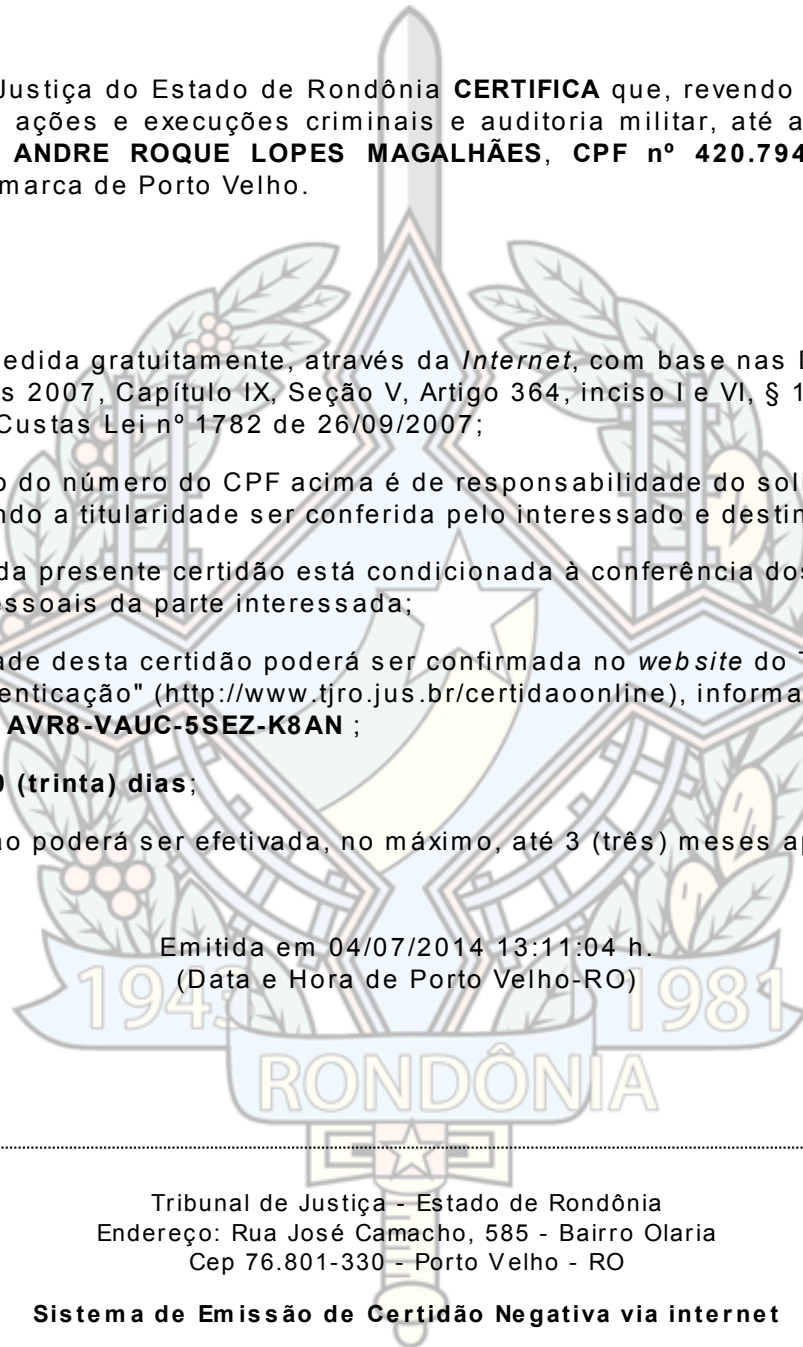 Justiça do Estado de Rondônia CERTIFICA que, revendo
ações e execuções criminais e auditoria militar, até a
ANDRE ROQUE LOPES MAGALHÃES, CPF nº 420.794
marca de Porto Velho.
edida gratuitamente, através da Internet, com base nas D
s 2007, Capítulo IX, Seção V, Artigo 364, inciso I e VI, § 1
Custas Lei nº 1782 de 26/09/2007;
o do número do CPF acima é de responsabilidade do soli
ndo a titularidade ser conferida pelo interessado e destin
da presente certidão está condicionada à conferência dos
essoais da parte interessada;
ade desta certidão poderá ser confirmada no website do T
enticação" (http://www.tjro.jus.br/certidaoonline), informa
AVR8-VAUC-5SEZ-K8AN ;
0 (trinta) dias;
ão poderá ser efetivada, no máximo, até 3 (três) meses ap
Emitida em 04/07/2014 13:11:04 h.
(Data e Hora de Porto Velho-RO)
1943 1981
RONDÔNIA
Tribunal de Justiça - Estado de Rondônia
Endereço: Rua José Camacho, 585 - Bairro Olaria
Cep 76.801-330 - Porto Velho - RO
Sistema de Emissão de Certidão Negativa via internet